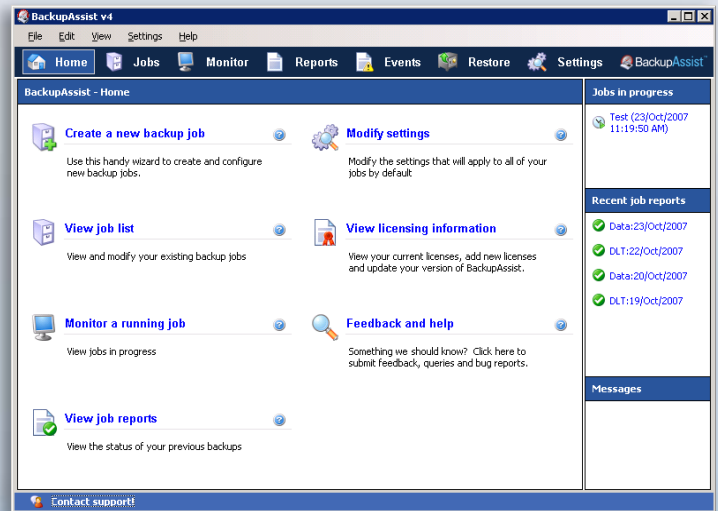 BackupAssist v4
File Edit View Settings Help
Home Jobs Monitor Reports Events Restore Settings BackupAssist™
BackupAssist - Home
Create a new backup job
Use this handy wizard to create and configure
new backup jobs.
Modify settings
Modify the settings that will apply to all of your
jobs by default
View job list
View and modify your existing backup jobs
View licensing information
View your current licenses, add new licenses
and update your version of BackupAssist.
Monitor a running job
View jobs in progress
Feedback and help
Something we should know? Click here to
submit feedback, queries and bug reports.
View job reports
View the status of your previous backups
Jobs in progress
Test (23/Oct/2007
11:19:50 AM)
Recent job reports
Data:23/Oct/2007
DLT:22/Oct/2007
Data:20/Oct/2007
DLT:19/Oct/2007
Messages
Contact support!